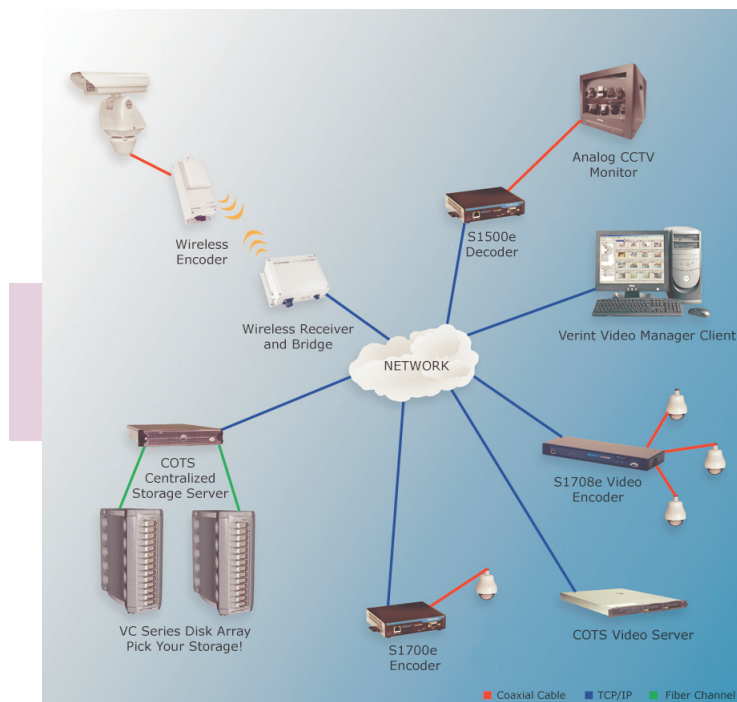 Analog CCTV
Monitor
Wireless
Encoder
S1500e
Decoder
Wireless Receiver
and Bridge
Verint Video Manager Client
NETWORK
COTS
Centralized
Storage Server
S1708e Video
Encoder
VC Series Disk Array
Pick Your Storage!
S1700e
Encoder
COTS Video Server
Coaxial Cable
TCP/IP
Fiber Channel